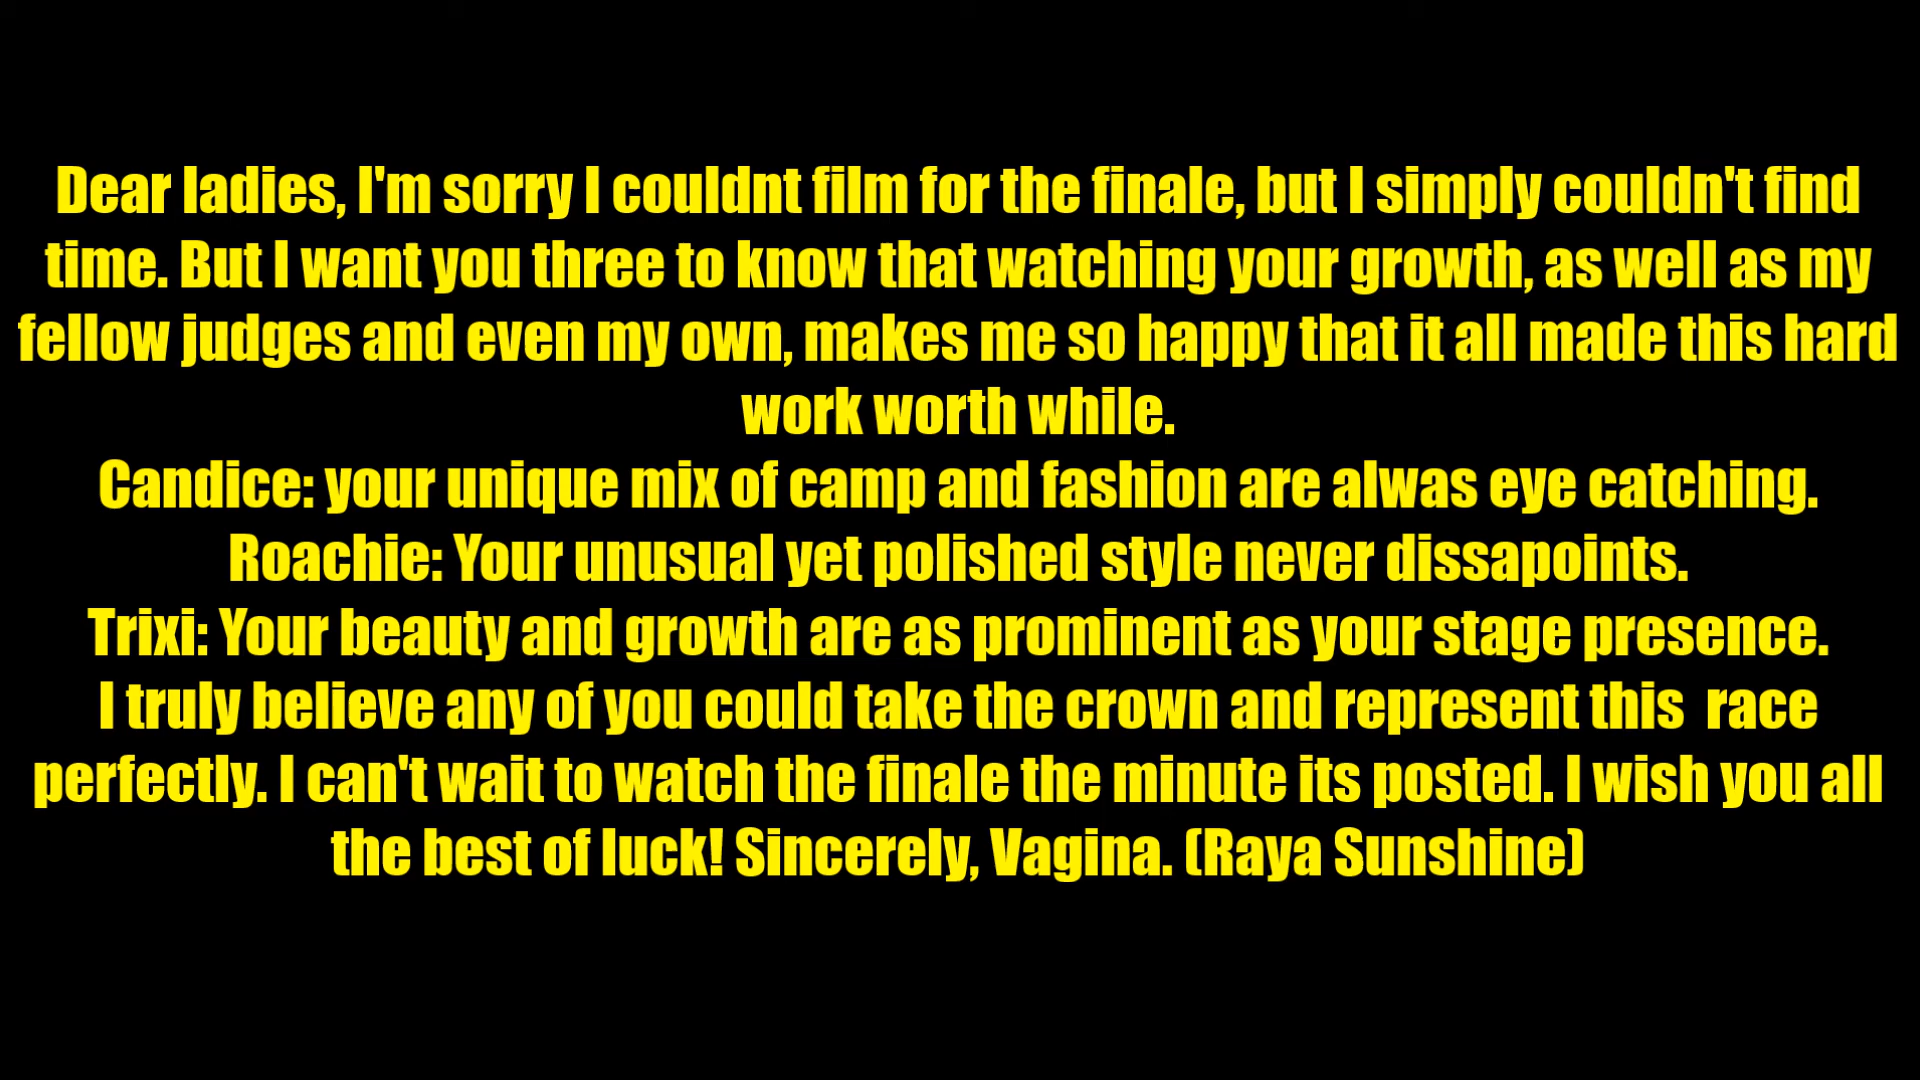 Dear ladies, I'm sorry I couldnt film for the finale, but I simply couldn't find
time. But I want you three to know that watching your growth, as well as my
fellow judges and even my own, makes me so happy that it all made this hard
work worth while.
Candice: your unique mix of camp and fashion are alwas eye catching.
Roachie: Your unusual yet polished style never dissapoints.
Trixi: Your beauty and growth are as prominent as your stage presence.
I truly believe any of you could take the crown and represent this  race
perfectly. I can't wait to watch the finale the minute its posted. I wish you all
the best of luck! Sincerely, Vagina. (Raya Sunshine)